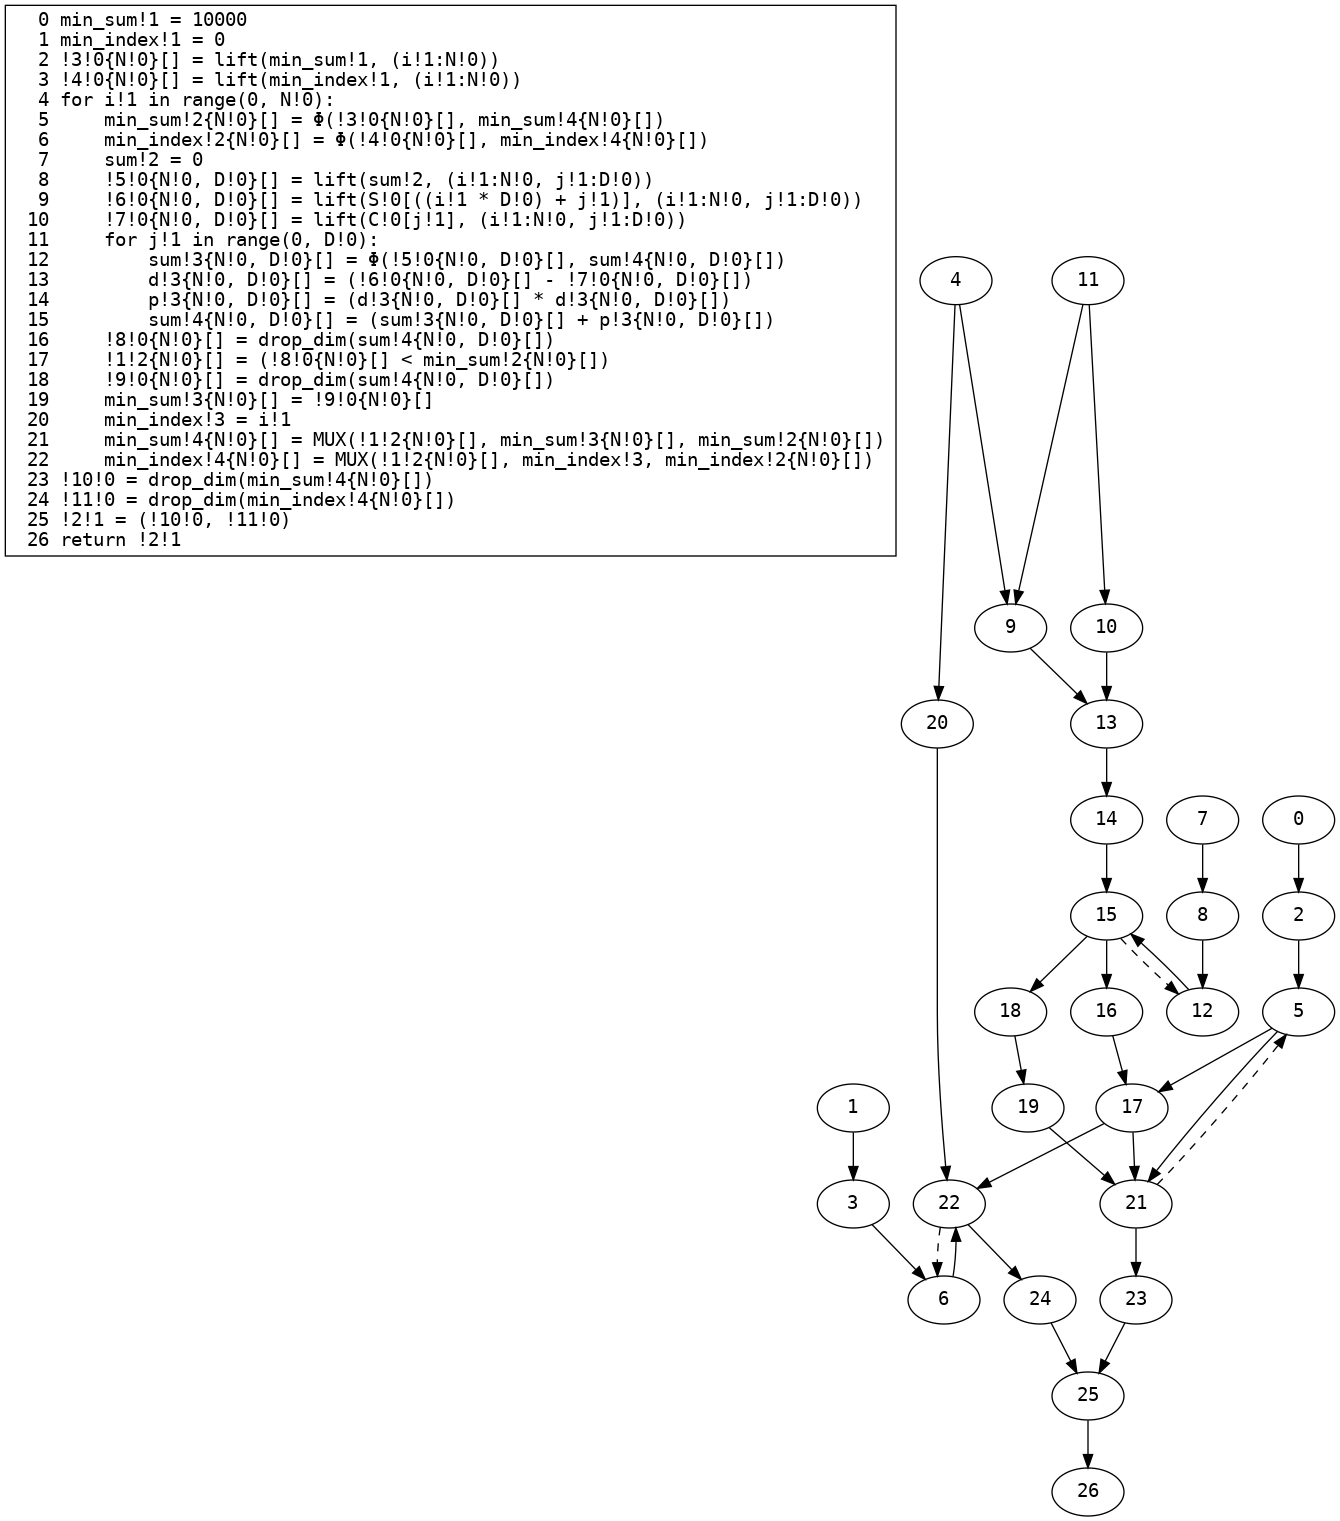 0 min_sum!1 = 10000
1 min_index!1 = 0
2 !3!0{N!0}[] = lift(min_sum!1, (i!1:N!0))
3 !4!0{N!0}[] = lift(min_index!1, (i!1:N!0))
4 for i!1 in range(0, N!0):
5     min_sum!2{N!0}[] = Φ(!3!0{N!0}[], min_sum!4{N!0}[])
6     min_index!2{N!0}[] = Φ(!4!0{N!0}[], min_index!4{N!0}[])
7     sum!2 = 0
8     !5!0{N!0, D!0}[] = lift(sum!2, (i!1:N!0, j!1:D!0))
9     !6!0{N!0, D!0}[] = lift(S!0[((i!1 * D!0) + j!1)], (i!1:N!0, j!1:D!0))
10     !7!0{N!0, D!0}[] = lift(C!0[j!1], (i!1:N!0, j!1:D!0))
11     for j!1 in range(0, D!0):
12         sum!3{N!0, D!0}[] = Φ(!5!0{N!0, D!0}[], sum!4{N!0, D!0}[])
13         d!3{N!0, D!0}[] = (!6!0{N!0, D!0}[] - !7!0{N!0, D!0}[])
14         p!3{N!0, D!0}[] = (d!3{N!0, D!0}[] * d!3{N!0, D!0}[])
15         sum!4{N!0, D!0}[] = (sum!3{N!0, D!0}[] + p!3{N!0, D!0}[])
16     !8!0{N!0}[] = drop_dim(sum!4{N!0, D!0}[])
17     !1!2{N!0}[] = (!8!0{N!0}[] < min_sum!2{N!0}[])
18     !9!0{N!0}[] = drop_dim(sum!4{N!0, D!0}[])
19     min_sum!3{N!0}[] = !9!0{N!0}[]
20     min_index!3 = i!1
21     min_sum!4{N!0}[] = MUX(!1!2{N!0}[], min_sum!3{N!0}[], min_sum!2{N!0}[])
22     min_index!4{N!0}[] = MUX(!1!2{N!0}[], min_index!3, min_index!2{N!0}[])
23 !10!0 = drop_dim(min_sum!4{N!0}[])
24 !11!0 = drop_dim(min_index!4{N!0}[])
25 !2!1 = (!10!0, !11!0)
26 return !2!1
4 11
9 10
20 13
14 7 0
15 8 2
18 16 12 5
1 19 17
3 22 21
6 24 23
25
26